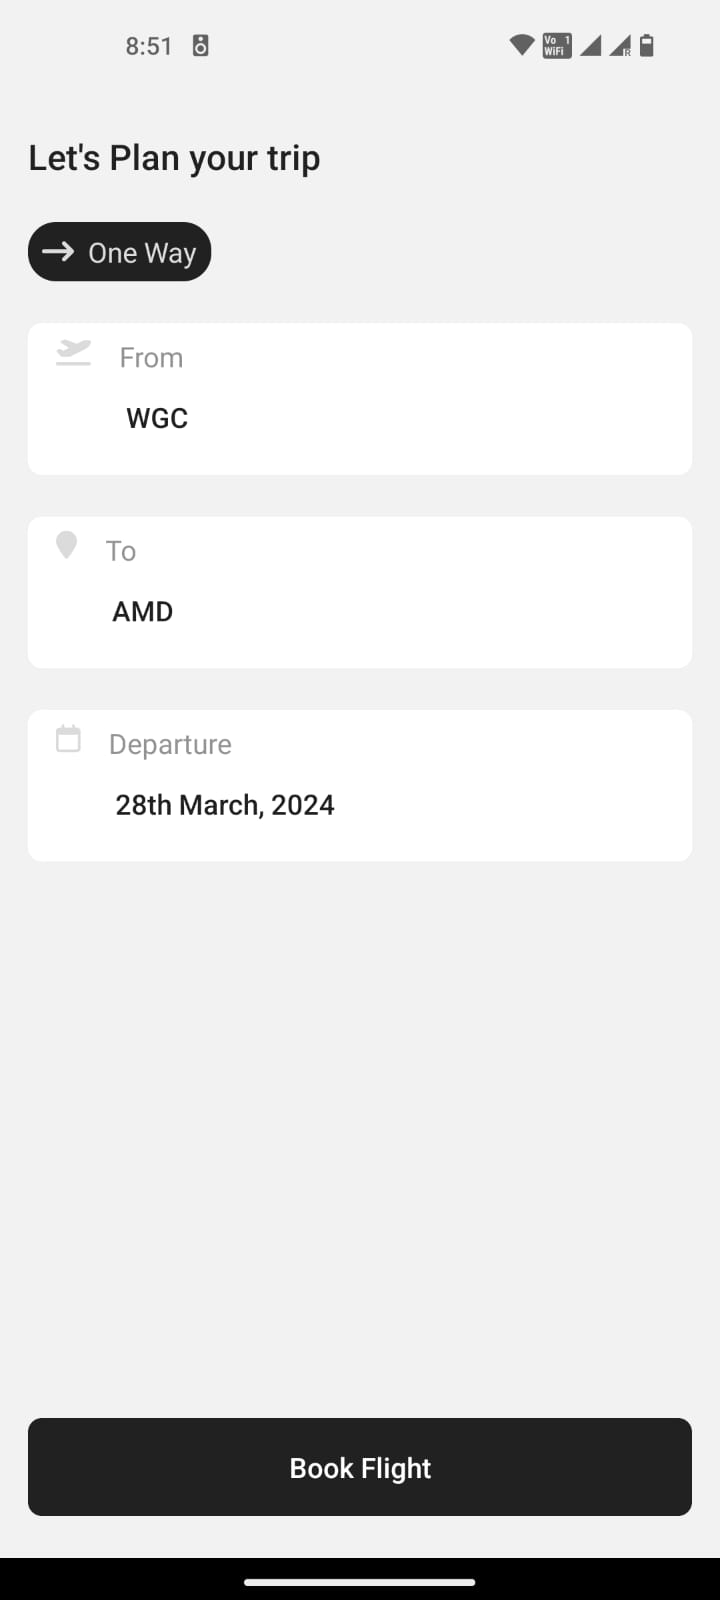 8:51
Vo 1
WiFi
R
Let's Plan your trip
One Way
From
WGC
To
AMD
Departure
28th March, 2024
Book Flight